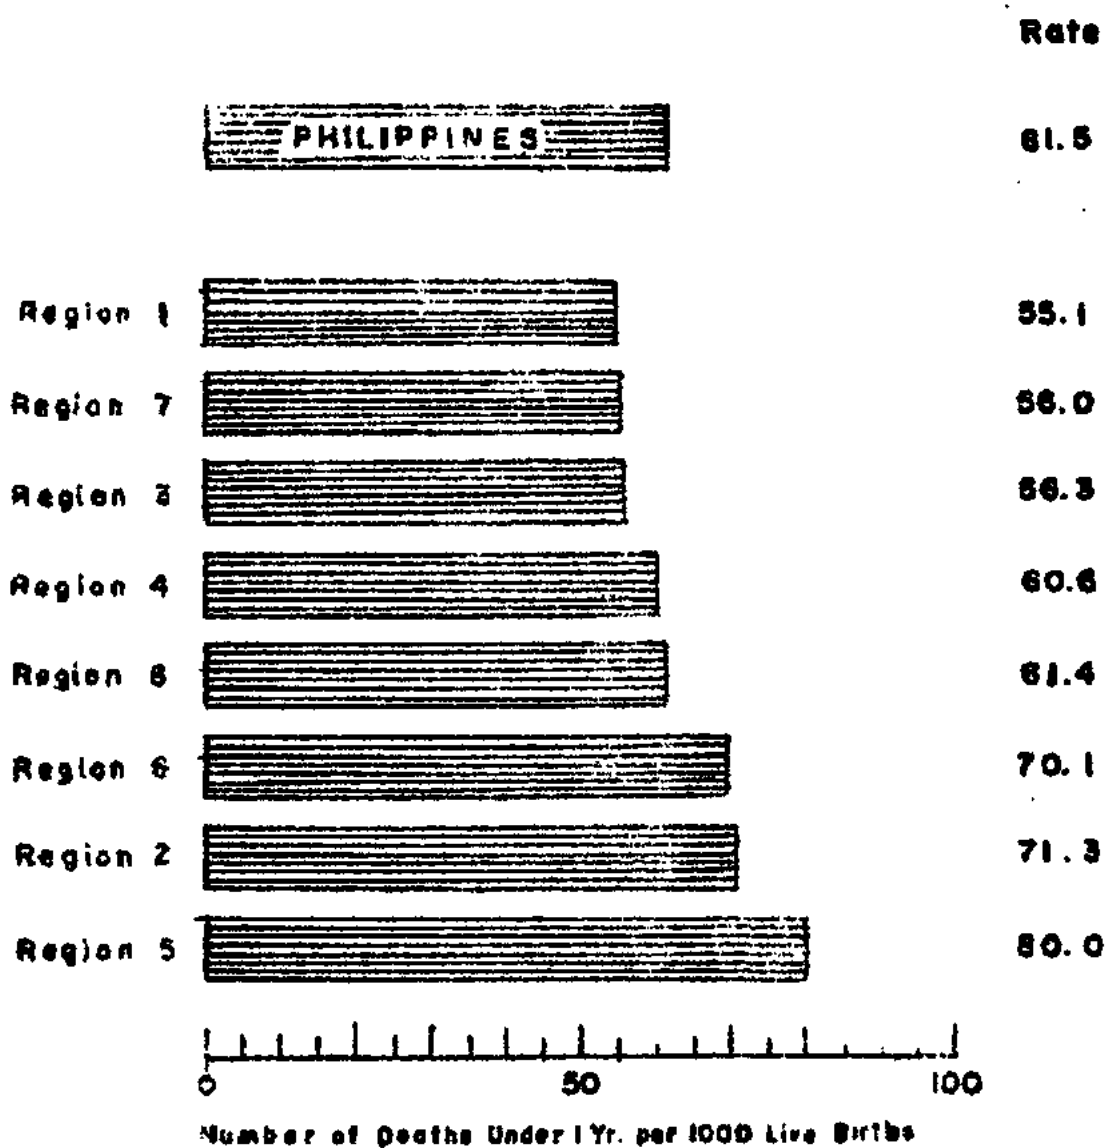 Rate
PHILIPPINES 61.5
Region 1 55.1
Region 7 56.0
Region 3 56.3
Region 4 60.6
Region 8 61.4
Region 6 70.1
Region 2 71.3
Region 5 80.0
0 50 100
Number of Deaths Under 1 Yr. per 1000 Live Births